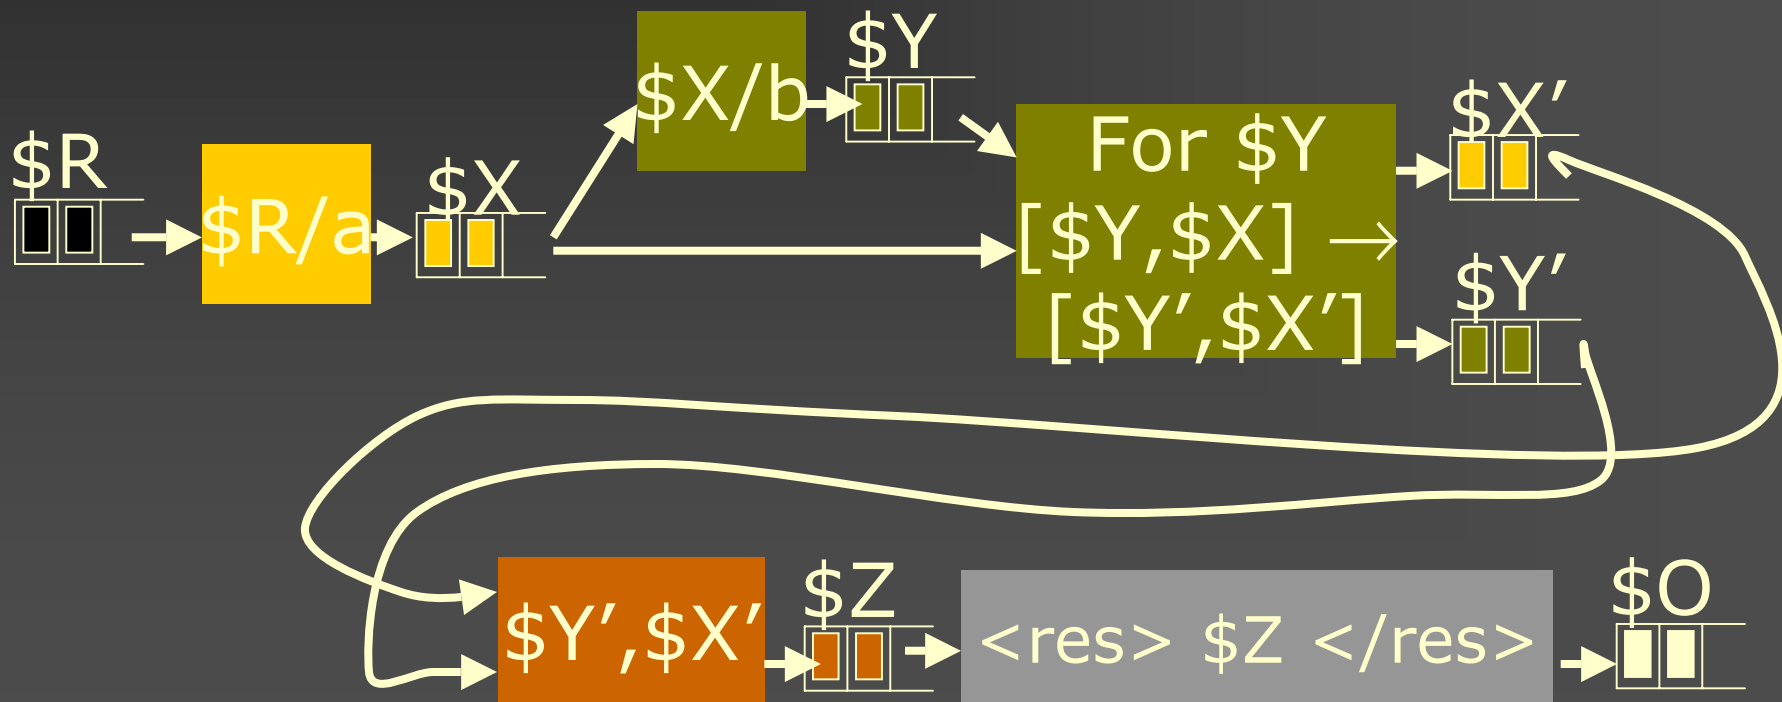 $R
$R/a
$X
$X/b
$Y
For $Y
[$Y,$X] →
[$Y′,$X′]
$X′
$Y′
$Y′,$X′
$Z
<res> $Z </res>
$O